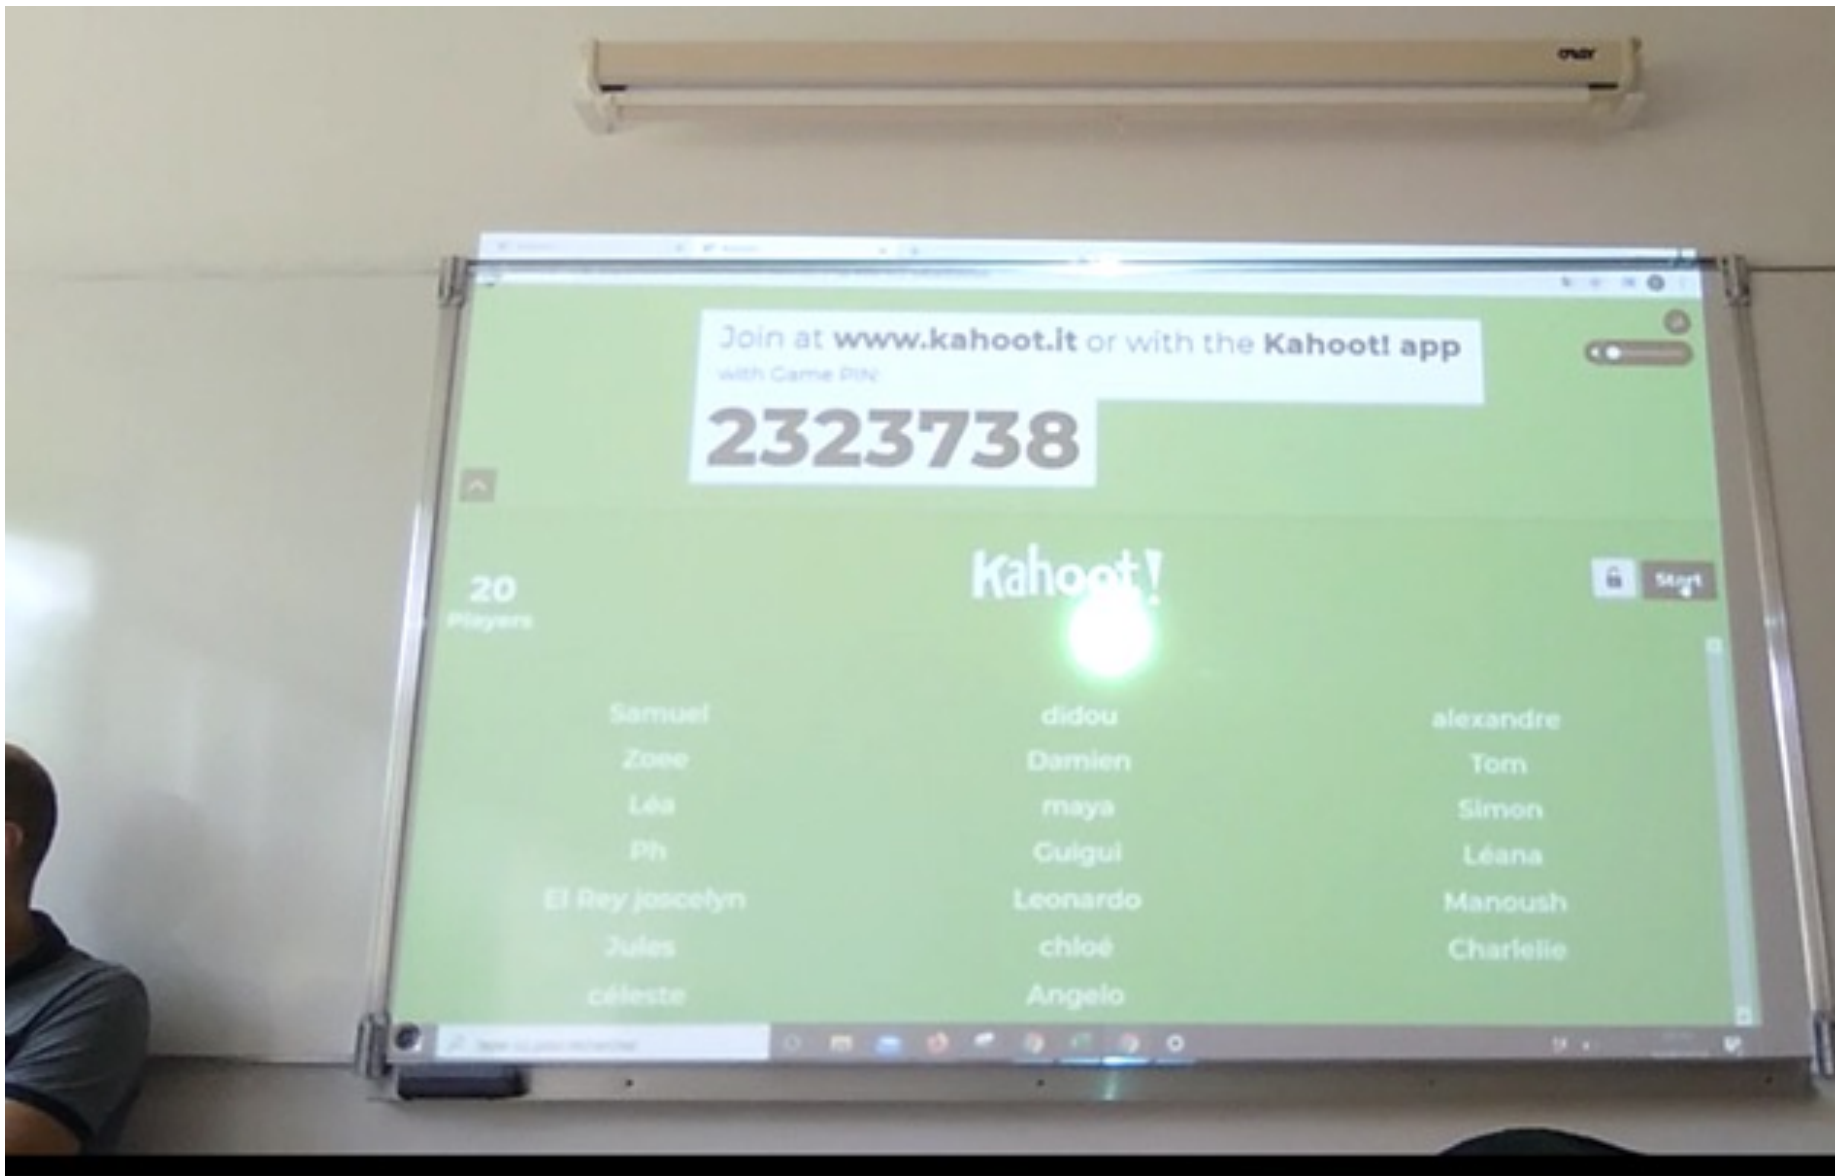 oray
Join at www.kahoot.it or with the Kahoot! app
with Game PIN:
2323738
Kahoot!
20
Players
Start
Samuel didou alexandre
Zoee Damien Tom
Léa maya Simon
Ph Guigui Léana
El Rey joscelyn Leonardo Manoush
Jules chloé Charlelie
céleste Angelo